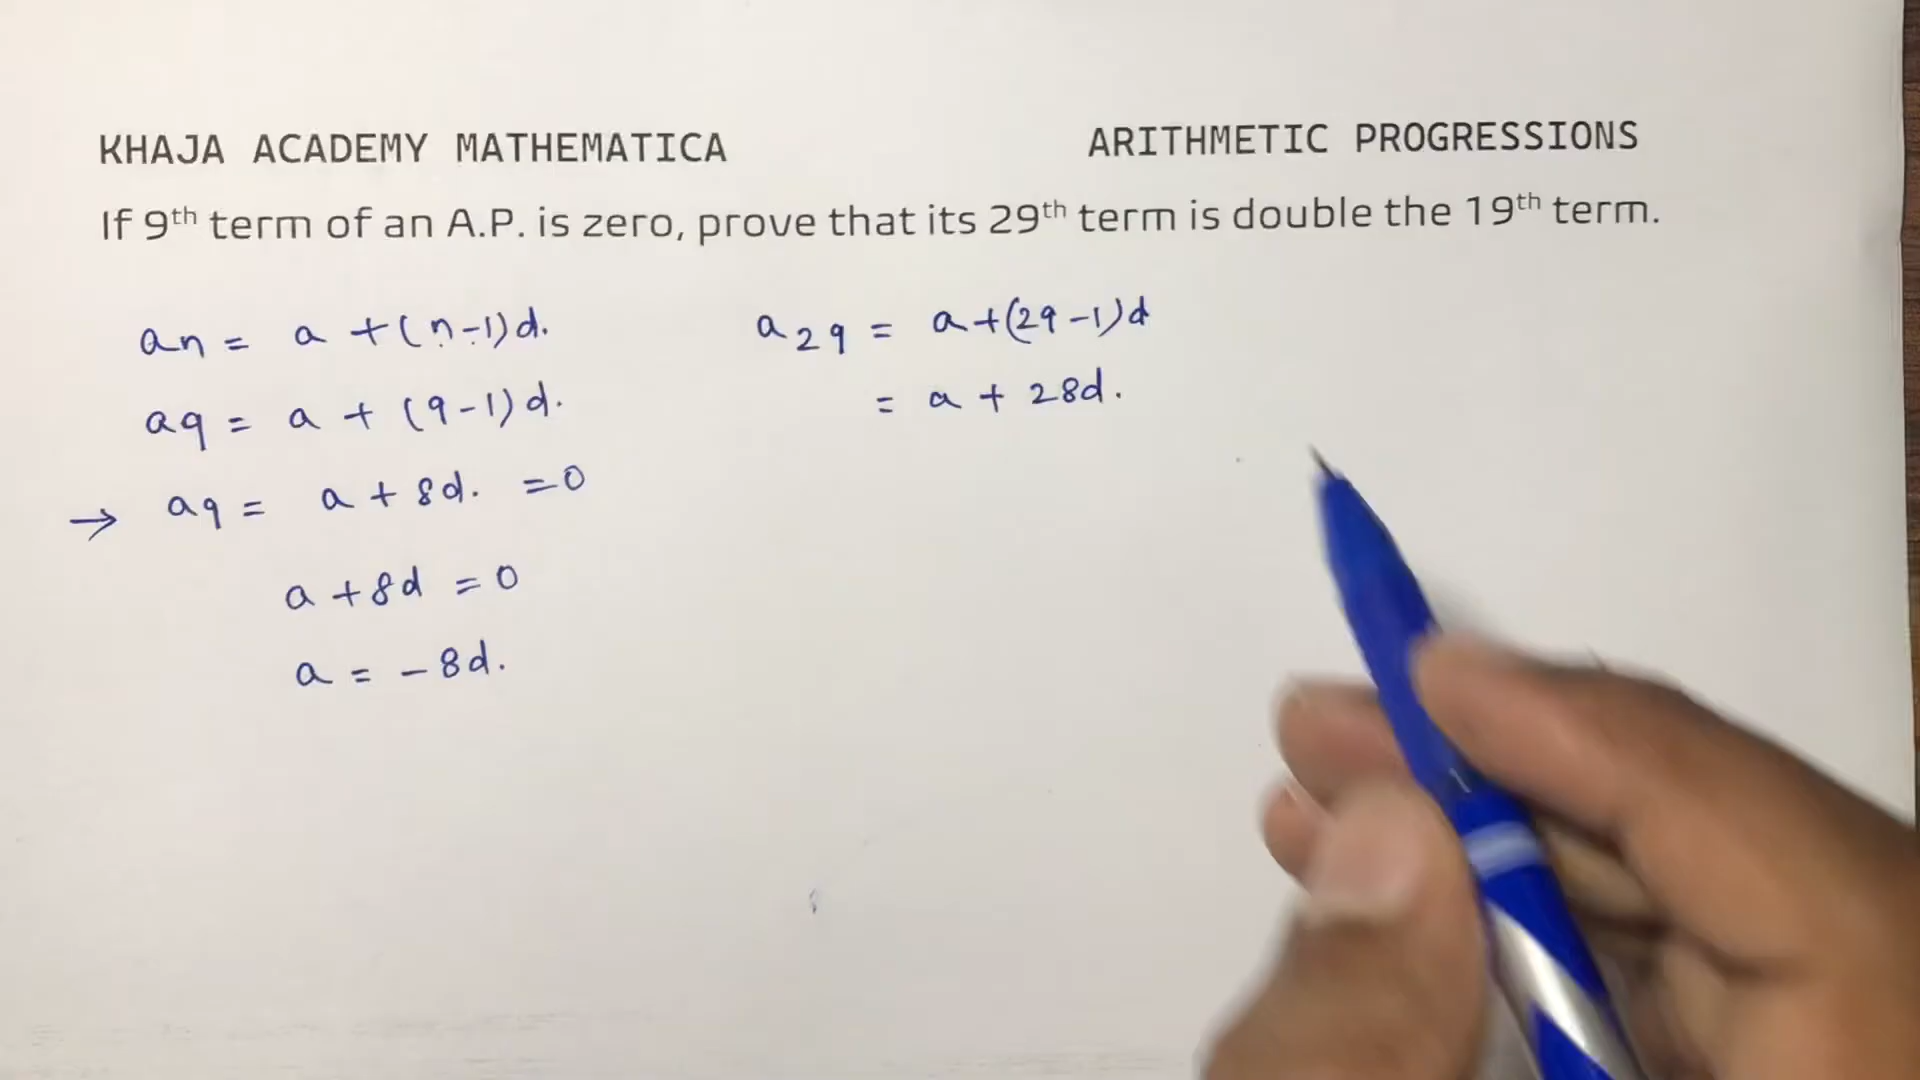 KHAJA ACADEMY MATHEMATICA
ARITHMETIC PROGRESSIONS
If 9th term of an A.P. is zero, prove that its 29th term is double the 19th term.
an = a + (n-1)d.
a9 = a + (9-1)d.
→ a9 = a + 8d. = 0
a + 8d = 0
a = -8d.
a29 = a + (29-1)d
= a + 28d.